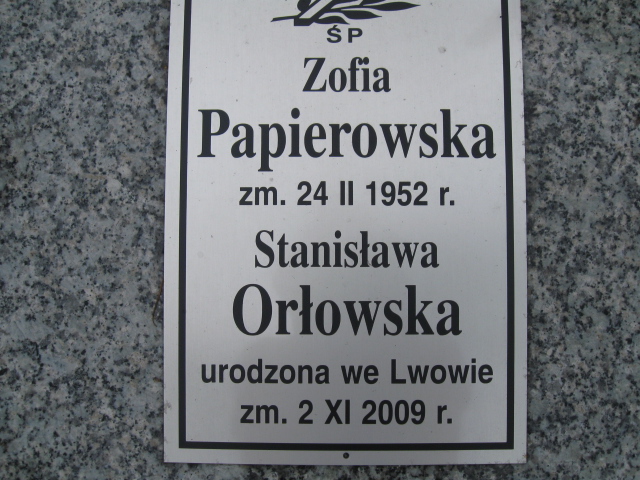 ŚP
Zofia
Papierowska
zm. 24 II 1952 r.
Stanisława
Orłowska
urodzona we Lwowie
zm. 2 XI 2009 r.